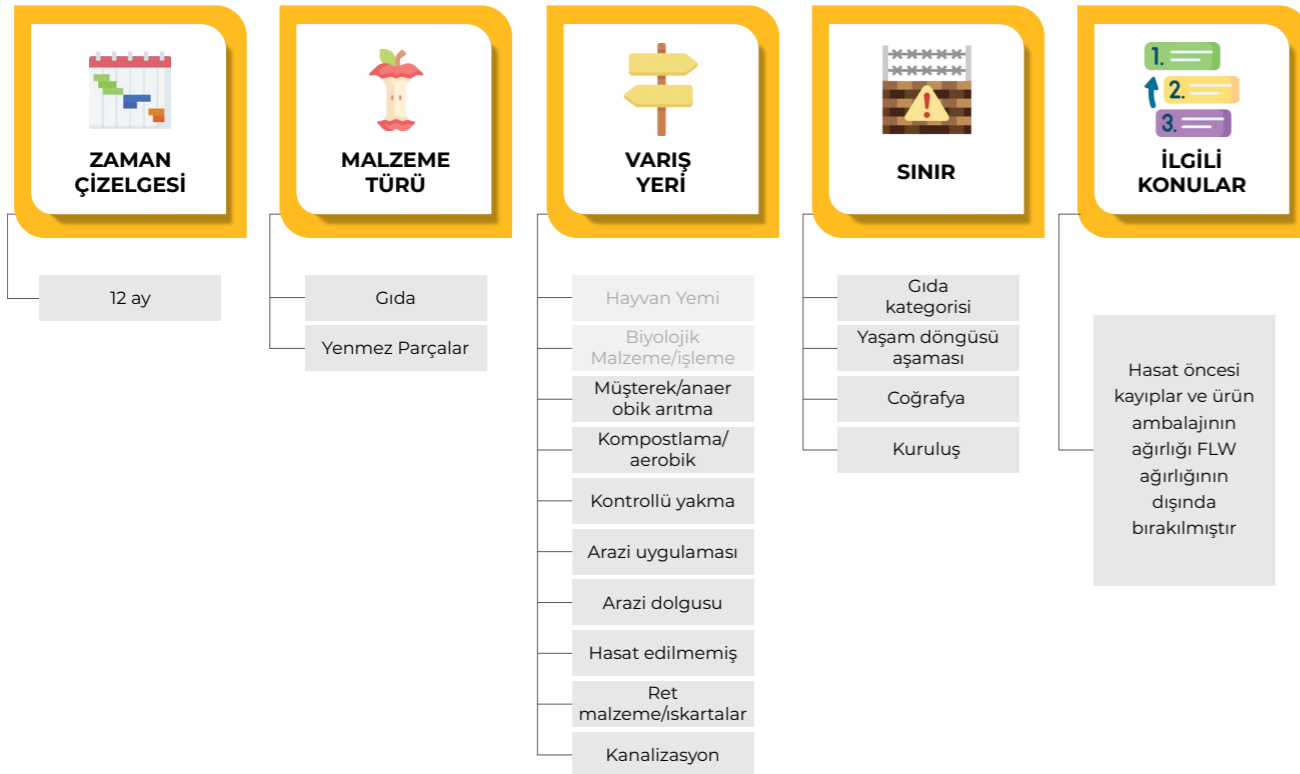 ZAMAN
ÇİZELGESİ
12 ay
MALZEME
TÜRÜ
Gıda
Yenmez Parçalar
VARIŞ
YERİ
Hayvan Yemi
Biyolojik
Malzeme/işleme
Müşterek/anaer
obik arıtma
Kompostlama/
aerobik
Kontrollü yakma
Arazi uygulaması
Arazi dolgusu
Hasat edilmemiş
Ret
malzeme/ıskartalar
Kanalizasyon
SINIR
Gıda
kategorisi
Yaşam döngüsü
aşaması
Coğrafya
Kuruluş
1.
2.
3.
İLGİLİ
KONULAR
Hasat öncesi
kayıplar ve ürün
ambalajının
ağırlığı FLW
ağırlığının
dışında
bırakılmıştır